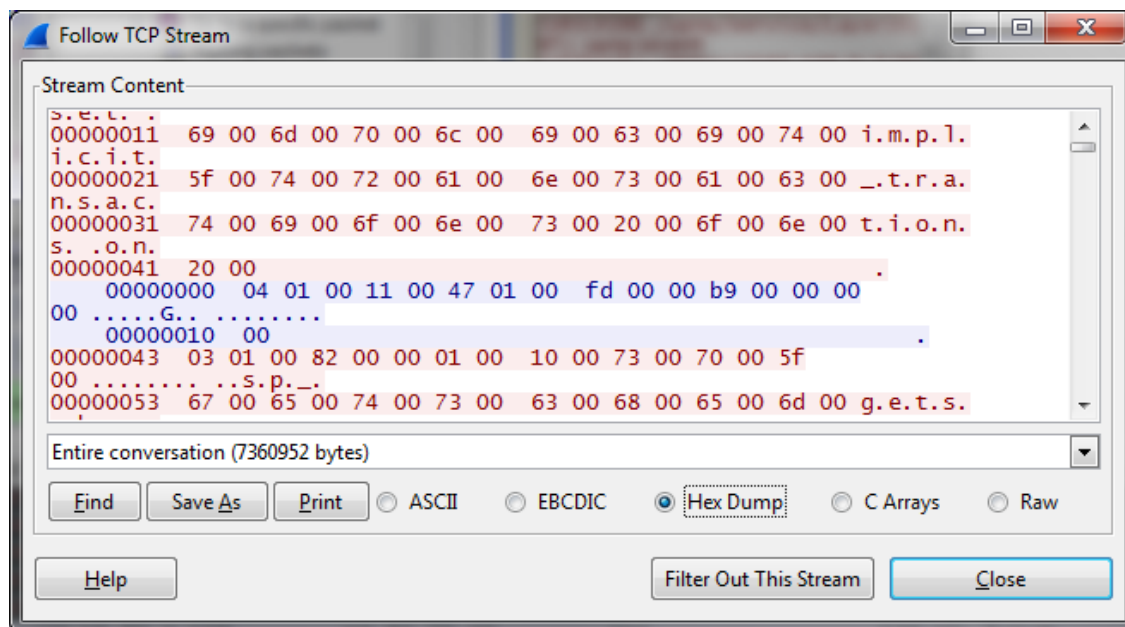 Follow TCP Stream
Stream Content
s.e.t. .
00000011  69 00 6d 00 70 00 6c 00  69 00 63 00 69 00 74 00 i.m.p.l.
i.c.i.t.
00000021  5f 00 74 00 72 00 61 00  6e 00 73 00 61 00 63 00 _.t.r.a.
n.s.a.c.
00000031  74 00 69 00 6f 00 6e 00  73 00 20 00 6f 00 6e 00 t.i.o.n.
s. .o.n.
00000041  20 00                                             .
00000000  04 01 00 11 00 47 01 00  fd 00 00 b9 00 00 00
00 .....G.. ........
00000010  00                                               .
00000043  03 01 00 82 00 00 01 00  10 00 73 00 70 00 5f
00 ........ ..s.p._.
00000053  67 00 65 00 74 00 73 00  63 00 68 00 65 00 6d 00 g.e.t.s.
Entire conversation (7360952 bytes)
Find Save As Print ASCII EBCDIC Hex Dump C Arrays Raw
Help Filter Out This Stream Close